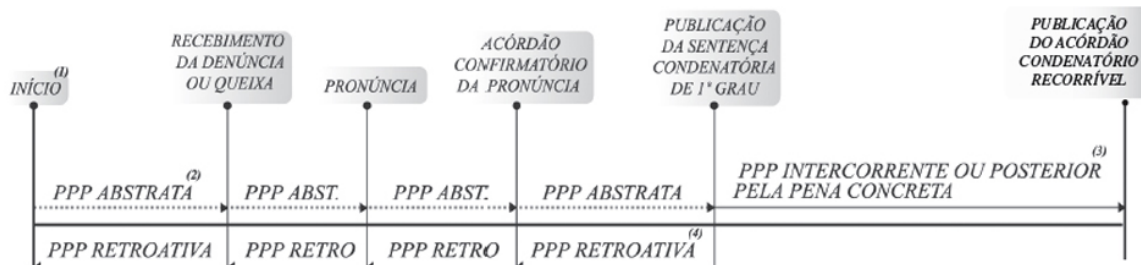 INÍCIO (1)
RECEBIMENTO
DA DENÚNCIA
OU QUEIXA
PRONÚNCIA
ACÓRDÃO
CONFIRMATÓRIO
DA PRONÚNCIA
PUBLICAÇÃO
DA SENTENÇA
CONDENATÓRIA
DE 1º GRAU
PUBLICAÇÃO
DO ACÓRDÃO
CONDENATÓRIO
RECORRÍVEL
PPP ABSTRATA (2)
PPP ABST.
PPP ABST.
PPP ABSTRATA
PPP INTERCORRENTE OU POSTERIOR (3)
PELA PENA CONCRETA
PPP RETROATIVA
PPP RETRO
PPP RETRO
PPP RETROATIVA (4)